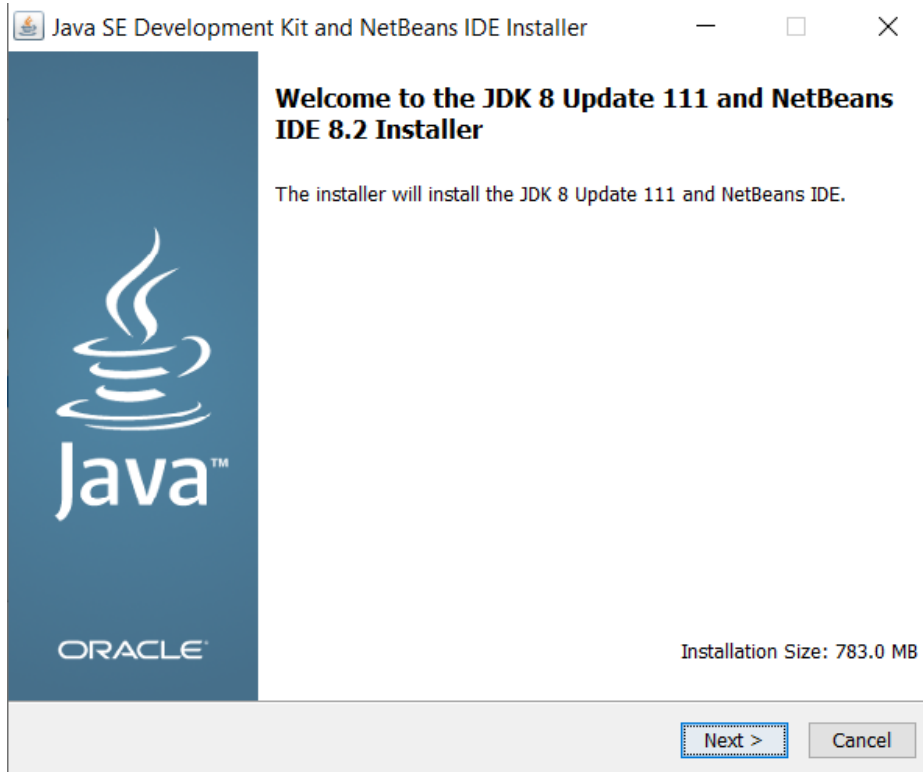 Java SE Development Kit and NetBeans IDE Installer
Welcome to the JDK 8 Update 111 and NetBeans
IDE 8.2 Installer
The installer will install the JDK 8 Update 111 and NetBeans IDE.
Java™
ORACLE®
Installation Size: 783.0 MB
Next >
Cancel